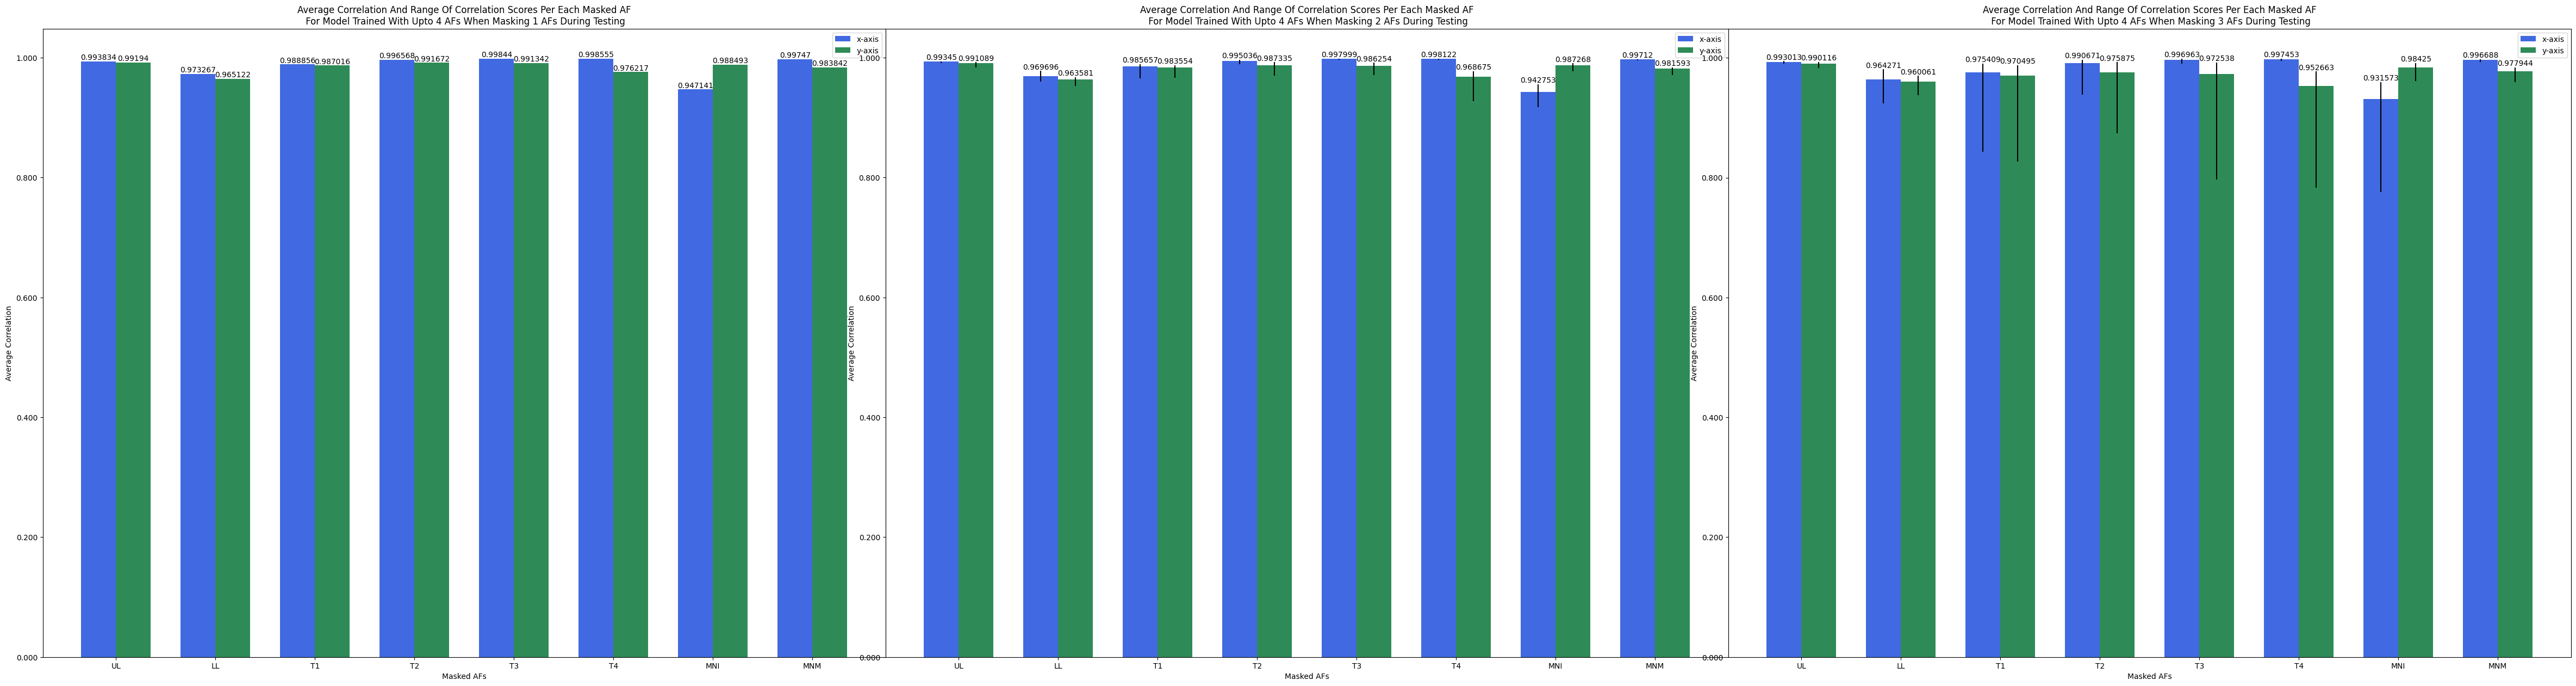 Average Correlation And Range Of Correlation Scores Per Each Masked AF
For Model Trained With Upto 4 AFs When Masking 1 AFs During Testing
x-axis
y-axis
Average Correlation
1.000
0.800
0.600
0.400
0.200
0.000
0.993834
0.99194
0.973267
0.965122
0.988856
0.987016
0.996568
0.991672
0.99844
0.991342
0.998555
0.976217
0.947141
0.988493
0.99747
0.983842
UL
LL
T1
T2
T3
T4
MNI
MNM
Masked AFs
Average Correlation And Range Of Correlation Scores Per Each Masked AF
For Model Trained With Upto 4 AFs When Masking 2 AFs During Testing
x-axis
y-axis
Average Correlation
1.000
0.800
0.600
0.400
0.200
0.000
0.99345
0.991089
0.969696
0.963581
0.985657
0.983554
0.995036
0.987335
0.997999
0.986254
0.998122
0.968675
0.942753
0.987268
0.99712
0.981593
UL
LL
T1
T2
T3
T4
MNI
MNM
Masked AFs
Average Correlation And Range Of Correlation Scores Per Each Masked AF
For Model Trained With Upto 4 AFs When Masking 3 AFs During Testing
x-axis
y-axis
Average Correlation
1.000
0.800
0.600
0.400
0.200
0.000
0.993013
0.990116
0.964271
0.960061
0.975409
0.970495
0.990671
0.975875
0.996963
0.972538
0.997453
0.952663
0.931573
0.98425
0.996688
0.977944
UL
LL
T1
T2
T3
T4
MNI
MNM
Masked AFs